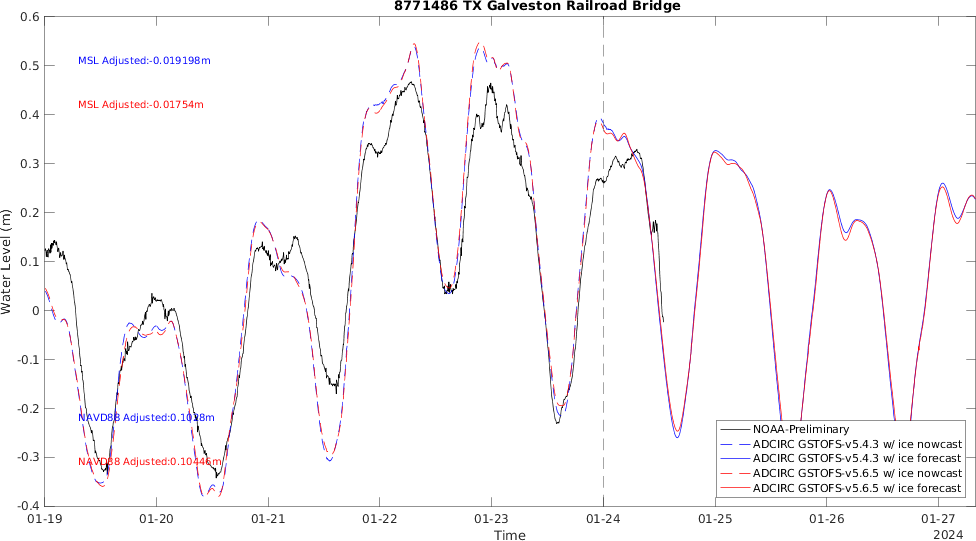 8771486 TX Galveston Railroad Bridge
0.6
0.5
0.4
0.3
0.2
0.1
0
-0.1
-0.2
-0.3
-0.4
Water Level (m)
MSL Adjusted:-0.019198m
MSL Adjusted:-0.01754m
NAVD88 Adjusted:0.1028m
NAVD88 Adjusted:0.10446m
NOAA-Preliminary
ADCIRC GSTOFS-v5.4.3 w/ ice nowcast
ADCIRC GSTOFS-v5.4.3 w/ ice forecast
ADCIRC GSTOFS-v5.6.5 w/ ice nowcast
ADCIRC GSTOFS-v5.6.5 w/ ice forecast
01-19 01-20 01-21 01-22 01-23 01-24 01-25 01-26 01-27
Time
2024